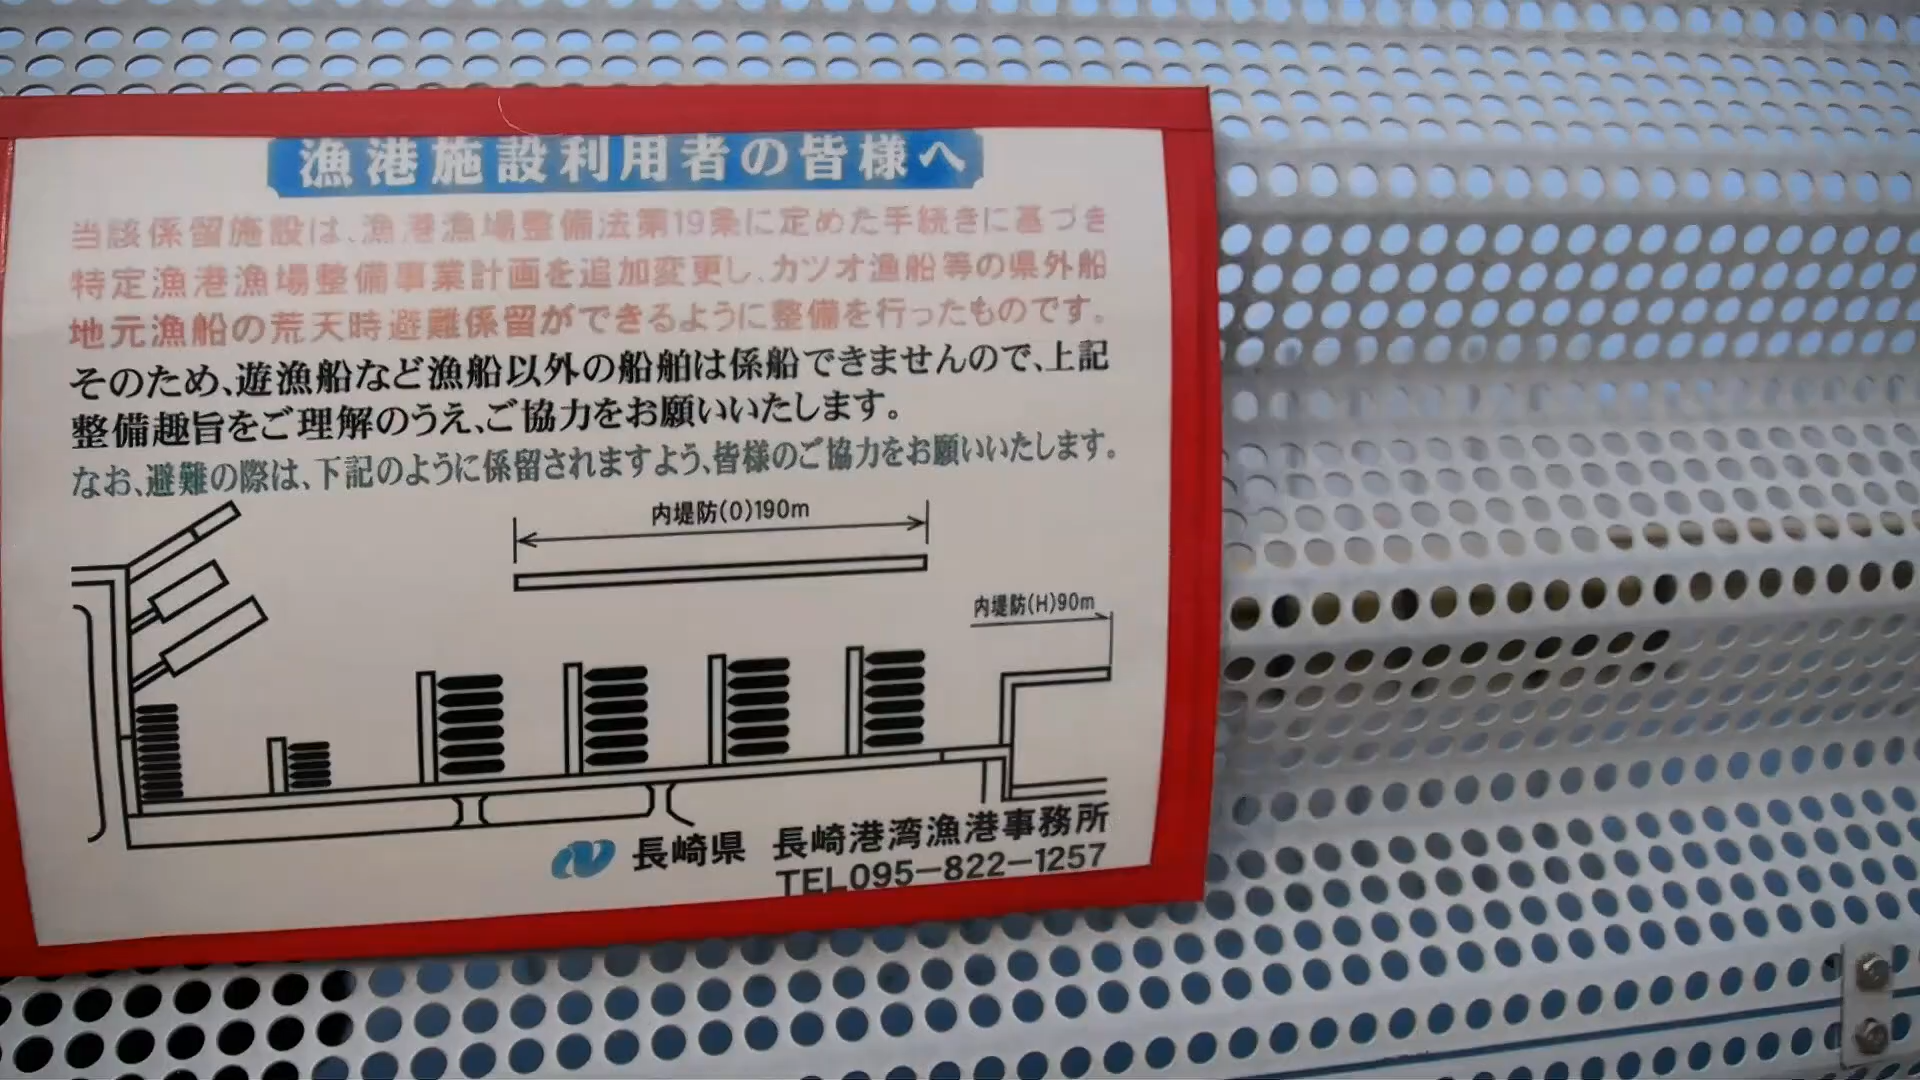 漁港施設利用者の皆様へ
当該係留施設は、漁港漁場整備法第19条に定めた手続きに基づき
特定漁港漁場整備事業計画を追加変更し、カツオ漁船等の県外船
地元漁船の荒天時避難係留ができるように整備を行ったものです。
そのため、遊漁船など漁船以外の船舶は係船できませんので、上記
整備趣旨をご理解のうえ、ご協力をお願いいたします。
なお、避難の際は、下記のように係留されますよう、皆様のご協力をお願いいたします。
内堤防(O)190m
内堤防(H)90m
長崎県 長崎港湾漁港事務所
TEL095-822-1257